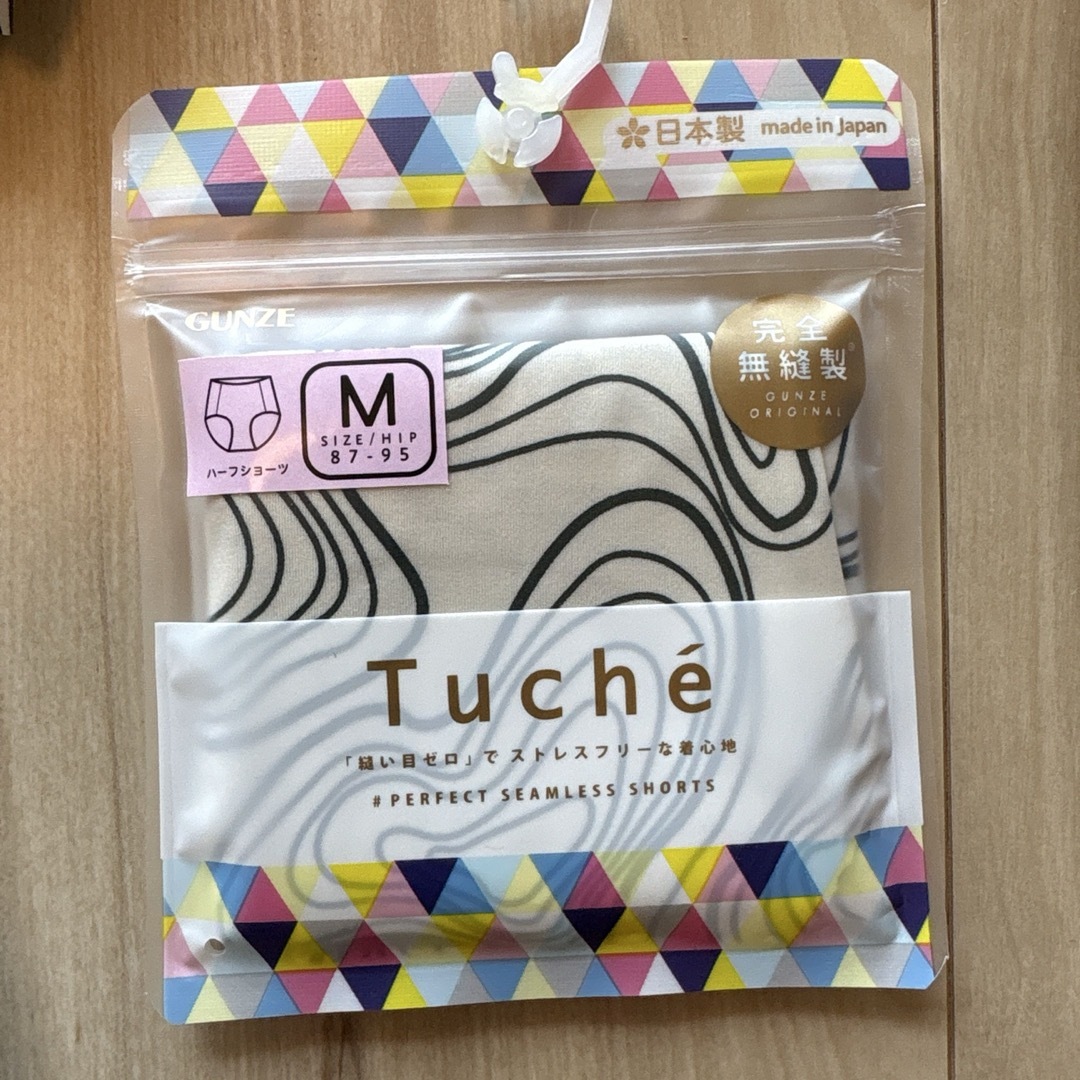 日本製 made in Japan
GUNZE
完全
無縫製®
GUNZE
ORIGINAL
M
SIZE/HIP
87-95
ハーフショーツ
Tuché
「縫い目ゼロ」で ストレスフリーな着心地
#PERFECT SEAMLESS SHORTS